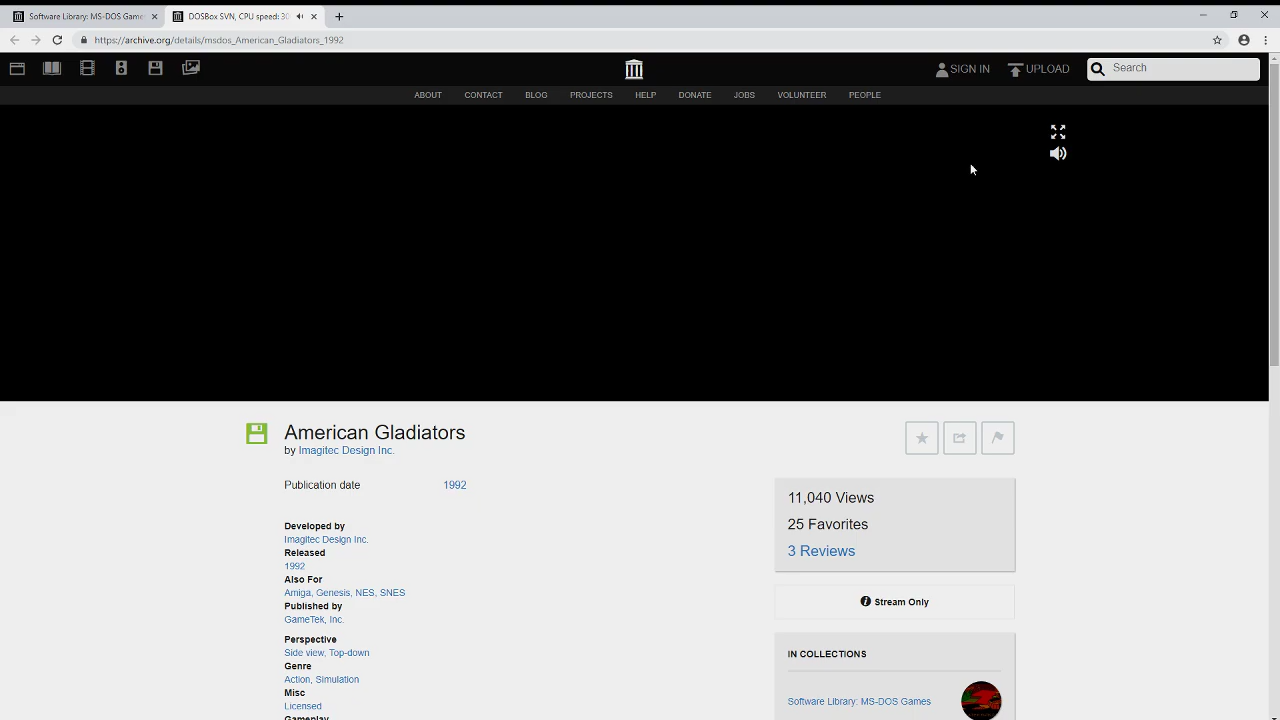 Software Library: MS-DOS Game
DOSBox SVN, CPU speed: 30
https://archive.org/details/msdos_American_Gladiators_1992
SIGN IN
UPLOAD
Search
ABOUT CONTACT BLOG PROJECTS HELP DONATE JOBS VOLUNTEER PEOPLE
American Gladiators
by Imagitec Design Inc.
Publication date 1992
Developed by
Imagitec Design Inc.
Released
1992
Also For
Amiga, Genesis, NES, SNES
Published by
GameTek, Inc.
Perspective
Side view, Top-down
Genre
Action, Simulation
Misc
Licensed
Gameplay
11,040 Views
25 Favorites
3 Reviews
Stream Only
IN COLLECTIONS
Software Library: MS-DOS Games